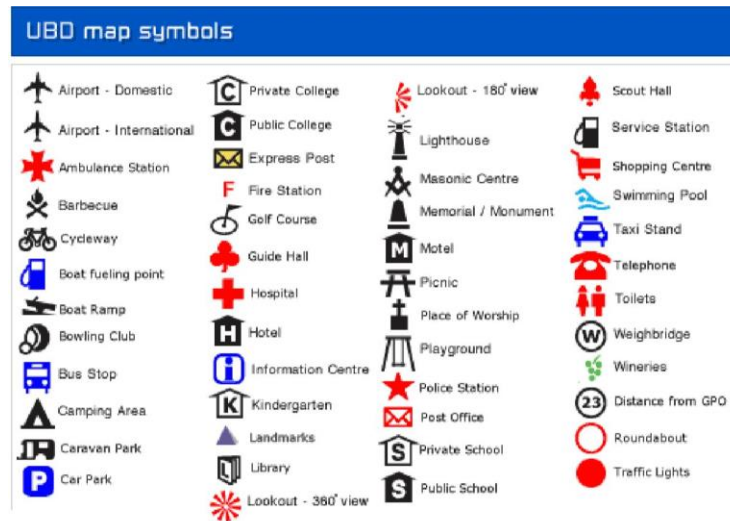 UBD map symbols
Airport - Domestic
Airport - International
Ambulance Station
Barbecue
Cycleway
Boat fueling point
Boat Ramp
Bowling Club
Bus Stop
Camping Area
Caravan Park
P
Car Park
C
Private College
C
Public College
Express Post
F
Fire Station
Golf Course
Guide Hall
Hospital
H
Hotel
i
Information Centre
K
Kindergarten
Landmarks
Library
Lookout - 360° view
Lookout - 180° view
Lighthouse
Masonic Centre
Memorial / Monument
M
Motel
Picnic
Place of Worship
Playground
Police Station
Post Office
S
Private School
S
Public School
Scout Hall
Service Station
Shopping Centre
Swimming Pool
Taxi Stand
Telephone
Toilets
W
Weighbridge
Wineries
23
Distance from GPO
Roundabout
Traffic Lights